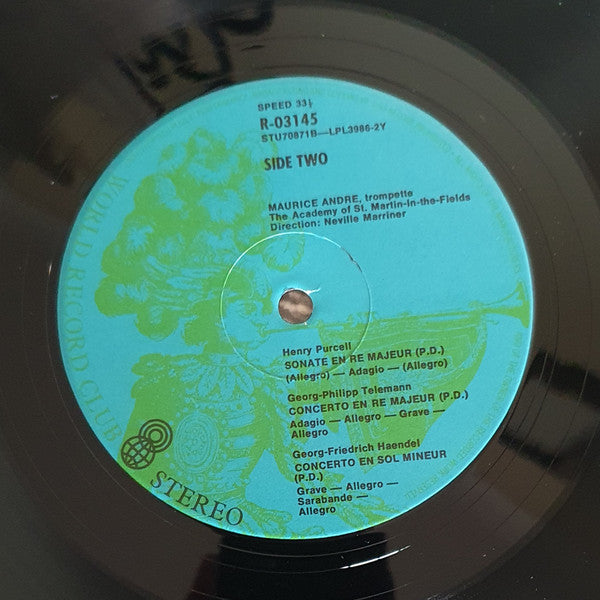 SPEED 33⅓
R-03145
STU70871B—LPL3986-2Y
SIDE TWO
MAURICE ANDRE, trompette
The Academy of St. Martin-In-the-Fields
Direction: Neville Marriner
Henry Purcell
SONATE EN RE MAJEUR (P.D.)
(Allegro) — Adagio — (Allegro)
Georg-Philipp Telemann
CONCERTO EN RE MAJEUR (P.D.)
Adagio — Allegro — Grave —
Allegro
Georg-Friedrich Haendel
CONCERTO EN SOL MINEUR
(P.D.)
Grave — Allegro —
Sarabande —
Allegro
WORLD RECORD CLUB
STEREO